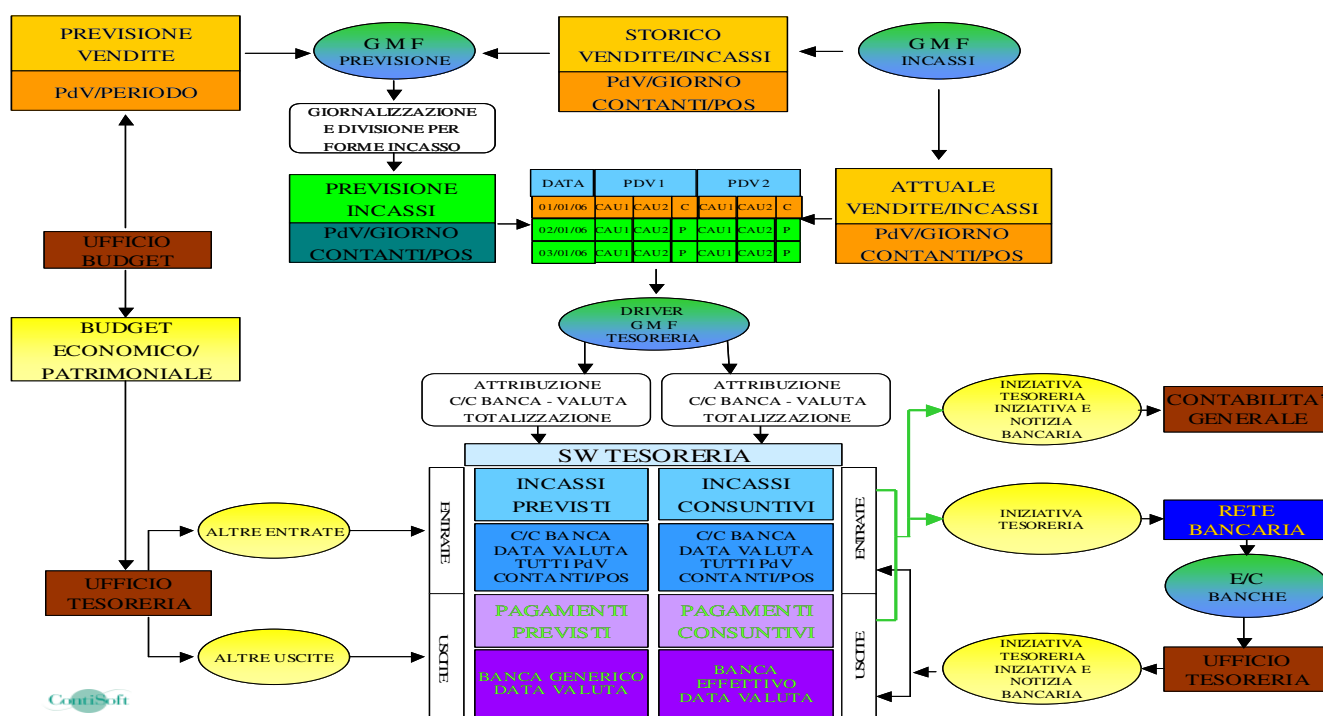 PREVISIONE
VENDITE
PdV/PERIODO
G M F
PREVISIONE
STORICO
VENDITE/INCASSI
PdV/GIORNO
CONTANTI/POS
G M F
INCASSI
GIORNALIZZAZIONE
E DIVISIONE PER
FORME INCASSO
PREVISIONE
INCASSI
PdV/GIORNO
CONTANTI/POS
DATA PDV 1 PDV 2
01/01/06 CAU1 CAU2 C CAU1 CAU2 C
02/01/06 CAU1 CAU2 P CAU1 CAU2 P
03/01/06 CAU1 CAU2 P CAU1 CAU2 P
ATTUALE
VENDITE/INCASSI
PdV/GIORNO
CONTANTI/POS
UFFICIO
BUDGET
BUDGET
ECONOMICO/
PATRIMONIALE
DRIVER
G M F
TESORERIA
ATTRIBUZIONE
C/C BANCA - VALUTA
TOTALIZZAZIONE
ATTRIBUZIONE
C/C BANCA - VALUTA
TOTALIZZAZIONE
INIZIATIVA
TESORERIA
INIZIATIVA E
NOTIZIA
BANCARIA
CONTABILITA'
GENERALE
SW TESORERIA
ENTRATE
INCASSI
PREVISTI
INCASSI
CONSUNTIVI
ENTRATE
C/C BANCA
DATA VALUTA
TUTTI PdV
CONTANTI/POS
C/C BANCA
DATA VALUTA
TUTTI PdV
CONTANTI/POS
ALTRE ENTRATE
INIZIATIVA
TESORERIA
RETE
BANCARIA
UFFICIO
TESORERIA
E/C
BANCHE
USCITE
PAGAMENTI
PREVISTI
PAGAMENTI
CONSUNTIVI
USCITE
ALTRE USCITE
BANCA GENERICO
DATA VALUTA
BANCA
EFFETTIVO
DATA VALUTA
INIZIATIVA
TESORERIA
INIZIATIVA E
NOTIZIA
BANCARIA
UFFICIO
TESORERIA
ContiSoft